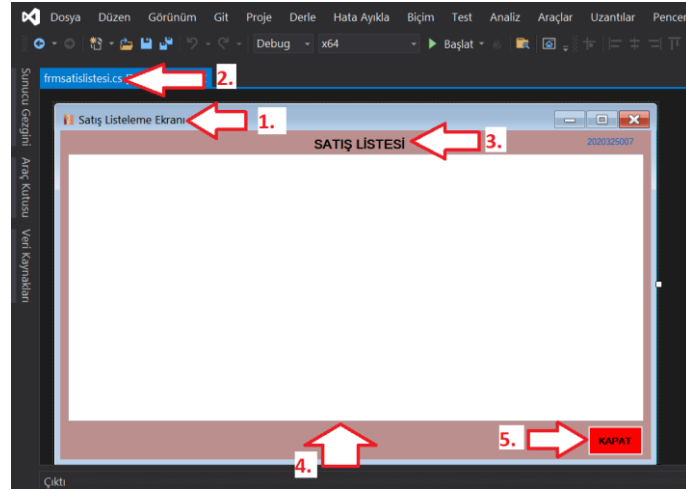 Dosya Düzen Görünüm Git Proje Derle Hata Ayıkla Biçim Test Analiz Araçlar Uzantılar Pencer
Debug x64 Başlat
frmsatislistesi.cs 2.
Satış Listeleme Ekranı 1.
SATIŞ LİSTESİ 3. 2020325007
Sunucu Gezgini
Araç Kutusu
Veri Kaynakları
4.
5. KAPAT
Çıktı